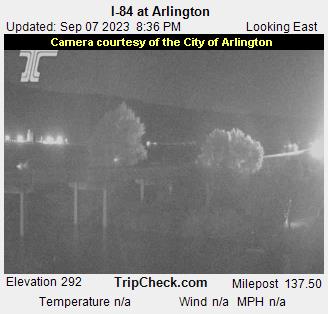 I-84 at Arlington
Updated: Sep 07 2023 8:36 PM Looking East
Camera courtesy of the City of Arlington
Elevation 292 TripCheck.com Milepost 137.50
Temperature n/a Wind n/a MPH n/a